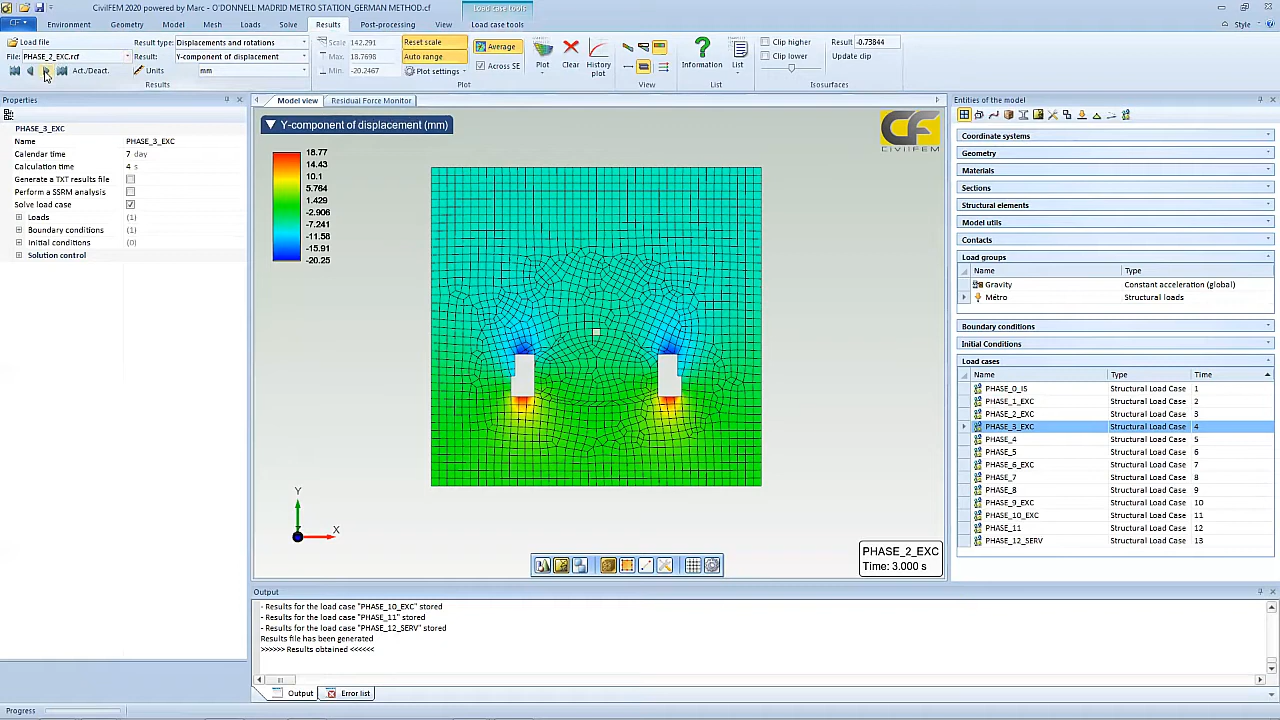 CivilFEM 2020 powered by Marc - O'DONNELL MADRID METRO STATION_GERMAN METHOD.cf
Load case tools
CF
Environment Geometry Model Mesh Loads Solve Results Post-processing View Load case tools Style
Load file Result type: Displacements and rotations Scale 142.291 Reset scale Average Clip higher Result -0.73844
File: PHASE_2_EXC.rcf Result: Y-component of displacement Max. 18.7698 Auto range Across SE Plot Clear History plot Information List Clip lower Update clip
Act./Deact. Units mm Min. -20.2467 Plot settings
Results Plot View List Isosurfaces
Properties
PHASE_3_EXC
Name PHASE_3_EXC
Calendar time 7 day
Calculation time 4 s
Generate a TXT results file
Perform a SSRM analysis
Solve load case
Loads (1)
Boundary conditions (1)
Initial conditions (0)
Solution control
Model view Residual Force Monitor
Y-component of displacement (mm)
18.77
14.43
10.1
5.764
1.429
-2.906
-7.241
-11.58
-15.91
-20.25
CF
CIVILFEM
Y
X
PHASE_2_EXC
Time: 3.000 s
Entities of the model
Coordinate systems
Geometry
Materials
Sections
Structural elements
Model utils
Contacts
Load groups
Name Type
Gravity Constant acceleration (global)
Métro Structural loads
Boundary conditions
Initial Conditions
Load cases
Name Type Time
PHASE_0_IS Structural Load Case 1
PHASE_1_EXC Structural Load Case 2
PHASE_2_EXC Structural Load Case 3
PHASE_3_EXC Structural Load Case 4
PHASE_4 Structural Load Case 5
PHASE_5 Structural Load Case 6
PHASE_6_EXC Structural Load Case 7
PHASE_7 Structural Load Case 8
PHASE_8 Structural Load Case 9
PHASE_9_EXC Structural Load Case 10
PHASE_10_EXC Structural Load Case 11
PHASE_11 Structural Load Case 12
PHASE_12_SERV Structural Load Case 13
Output
- Results for the load case "PHASE_10_EXC" stored
- Results for the load case "PHASE_11" stored
- Results for the load case "PHASE_12_SERV" stored
Results file has been generated
>>>>>> Results obtained <<<<<<
Output Error list
Progress